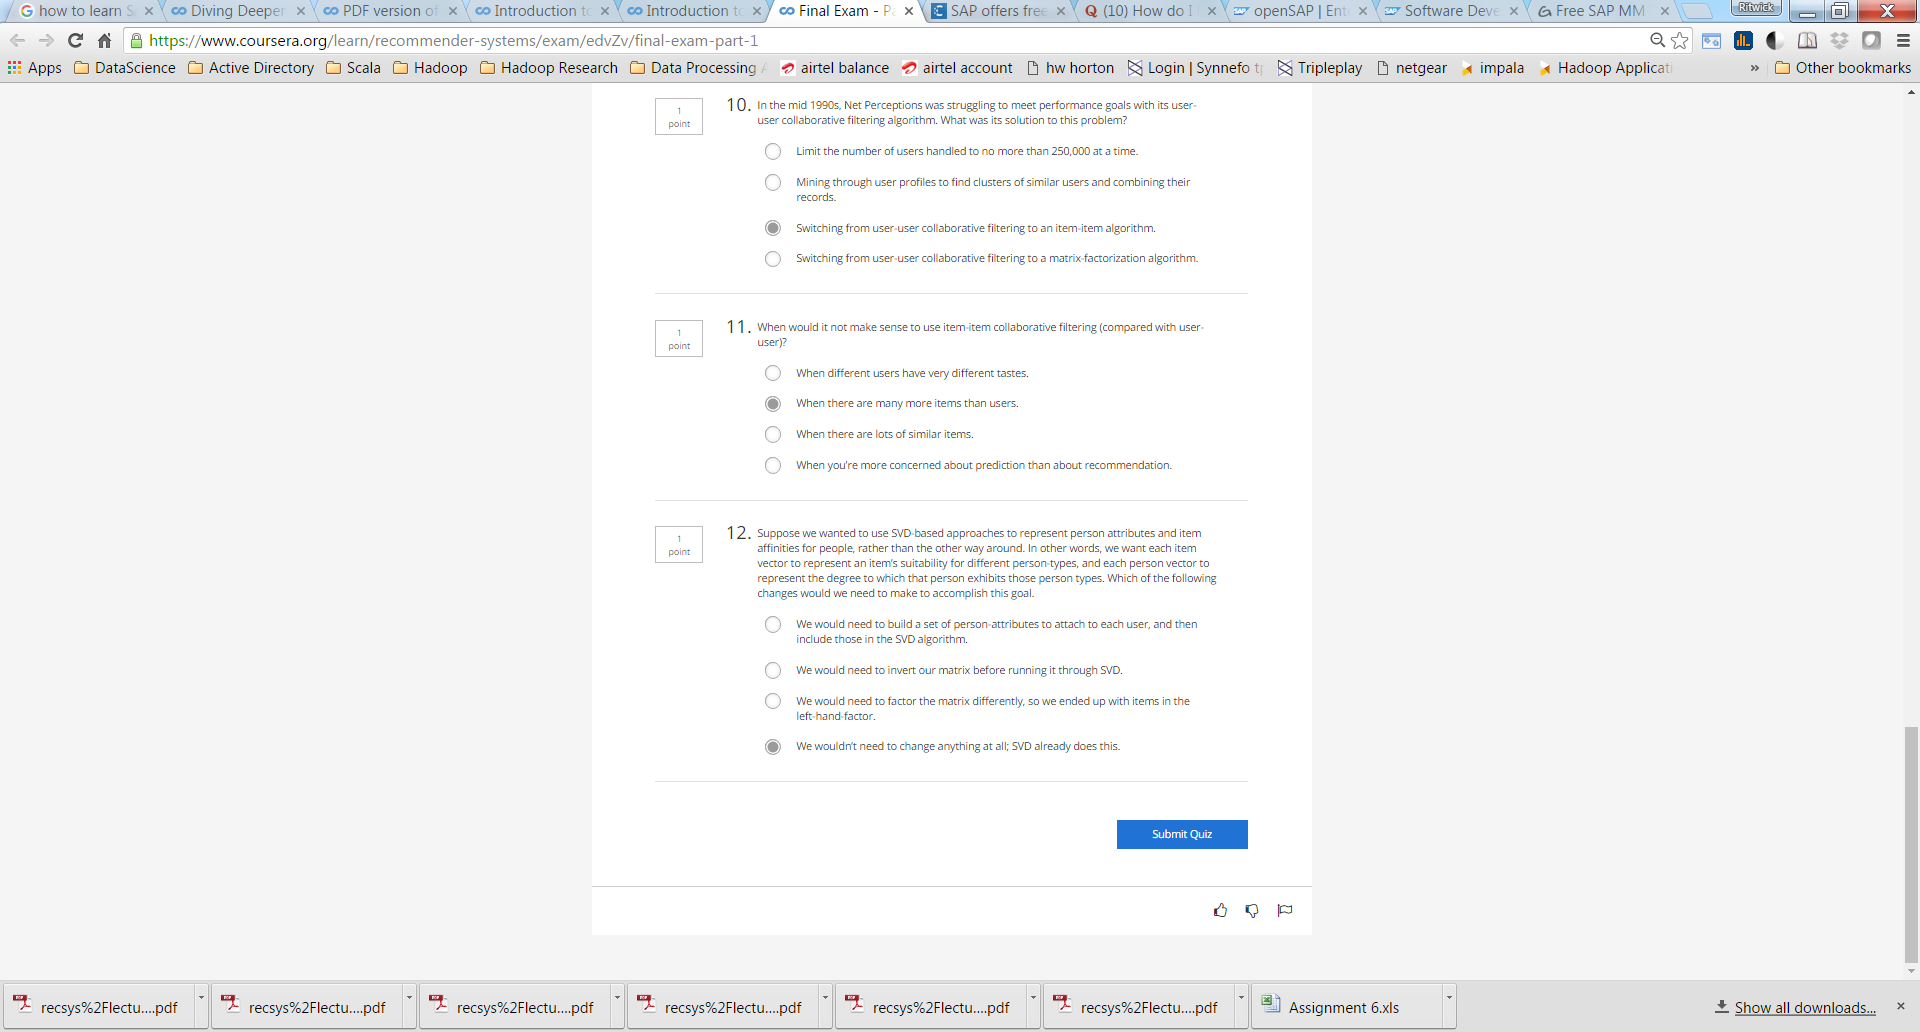 how to learn S
Diving Deeper
PDF version of
Introduction to
Introduction to
Final Exam - P
SAP offers free
(10) How do I
openSAP | Ent
Software Deve
Free SAP MM
Ritwick
https://www.coursera.org/learn/recommender-systems/exam/edvZv/final-exam-part-1
Apps DataScience Active Directory Scala Hadoop Hadoop Research Data Processing airtel balance airtel account hw horton Login | Synnefo Tripleplay netgear impala Hadoop Applicati » Other bookmarks
1
point
10. In the mid 1990s, Net Perceptions was struggling to meet performance goals with its user-
user collaborative filtering algorithm. What was its solution to this problem?
Limit the number of users handled to no more than 250,000 at a time.
Mining through user profiles to find clusters of similar users and combining their
records.
Switching from user-user collaborative filtering to an item-item algorithm.
Switching from user-user collaborative filtering to a matrix-factorization algorithm.
1
point
11. When would it not make sense to use item-item collaborative filtering (compared with user-
user)?
When different users have very different tastes.
When there are many more items than users.
When there are lots of similar items.
When you're more concerned about prediction than about recommendation.
1
point
12. Suppose we wanted to use SVD-based approaches to represent person attributes and item
affinities for people, rather than the other way around. In other words, we want each item
vector to represent an item's suitability for different person-types, and each person vector to
represent the degree to which that person exhibits those person types. Which of the following
changes would we need to make to accomplish this goal.
We would need to build a set of person-attributes to attach to each user, and then
include those in the SVD algorithm.
We would need to invert our matrix before running it through SVD.
We would need to factor the matrix differently, so we ended up with items in the
left-hand-factor.
We wouldn't need to change anything at all; SVD already does this.
Submit Quiz
recsys%2Flectu....pdf
recsys%2Flectu....pdf
recsys%2Flectu....pdf
recsys%2Flectu....pdf
recsys%2Flectu....pdf
recsys%2Flectu....pdf
Assignment 6.xls
Show all downloads...